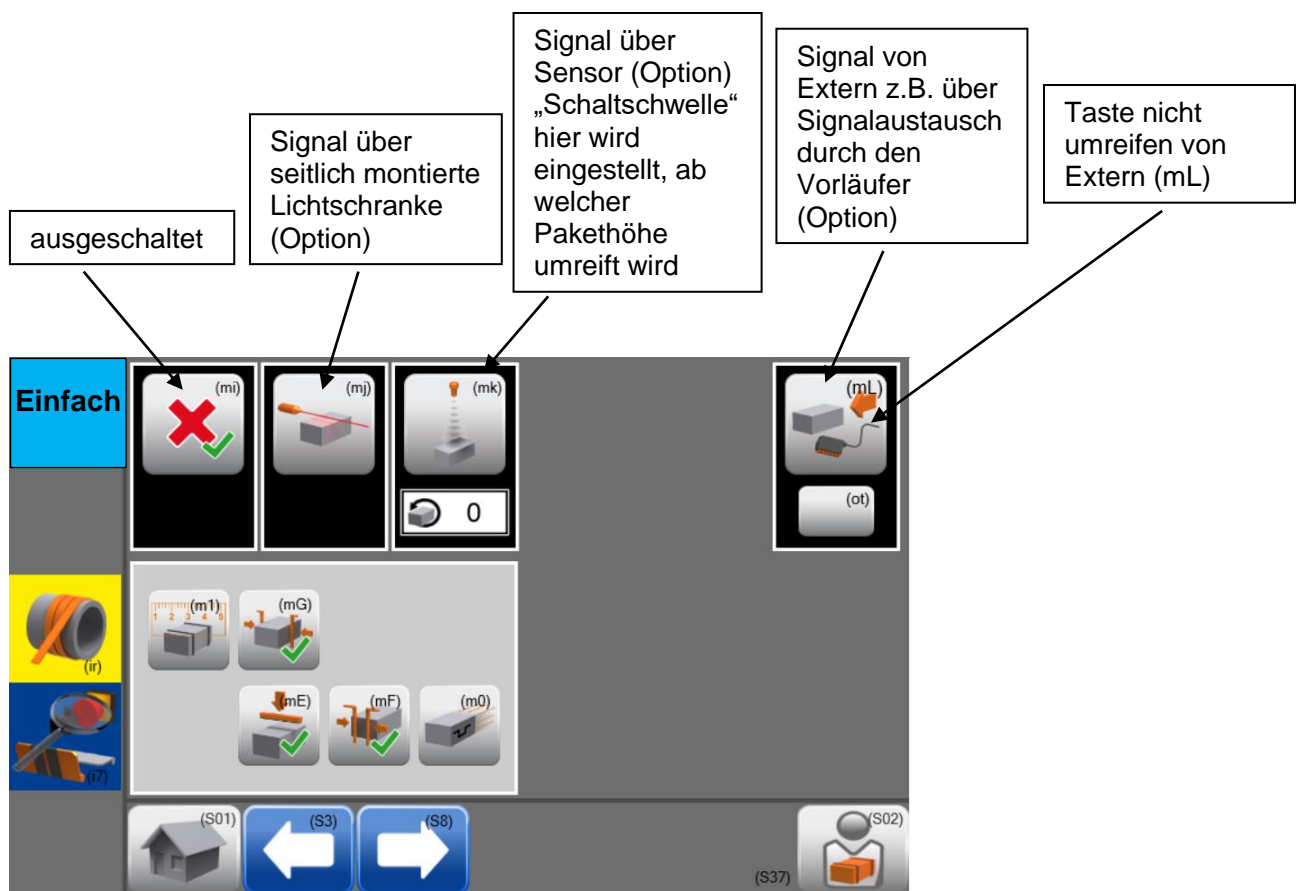 ausgeschaltet
Signal über
seitlich montierte
Lichtschranke
(Option)
Signal über
Sensor (Option)
„Schaltschwelle“
hier wird
eingestellt, ab
welcher
Pakethöhe
umreift wird
Signal von
Extern z.B. über
Signalaustausch
durch den
Vorläufer
(Option)
Taste nicht
umreifen von
Extern (mL)
Einfach
(mi)
(mj)
(mk)
(mL)
0
(ot)
(m1)
1 2 3 4 5
(mG)
(ir)
(mE)
(mF)
(m0)
(i7)
(S01)
(S3)
(S8)
(S37)
(S02)